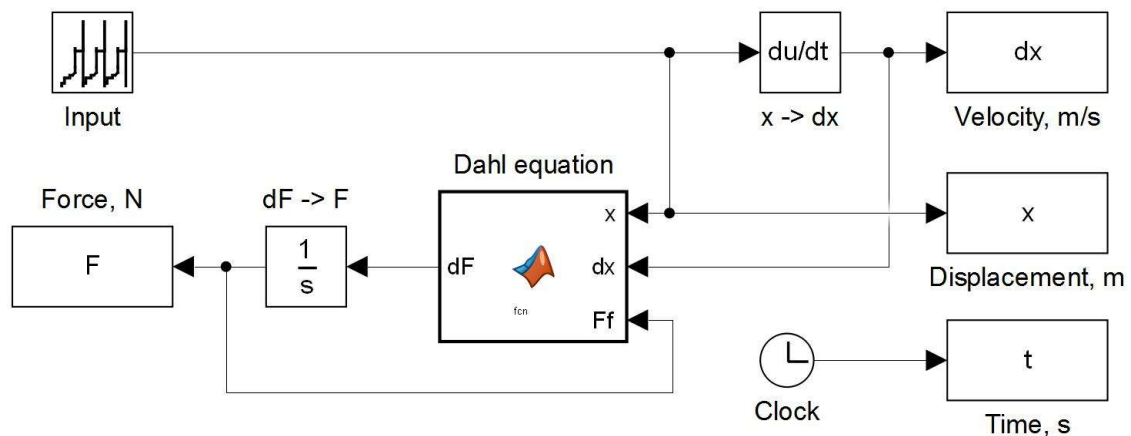 du/dt
dx
Input
x -> dx
Velocity, m/s
Dahl equation
Force, N
dF -> F
x
x
F
1
s
dF
dx
fcn
Displacement, m
Ff
t
Clock
Time, s